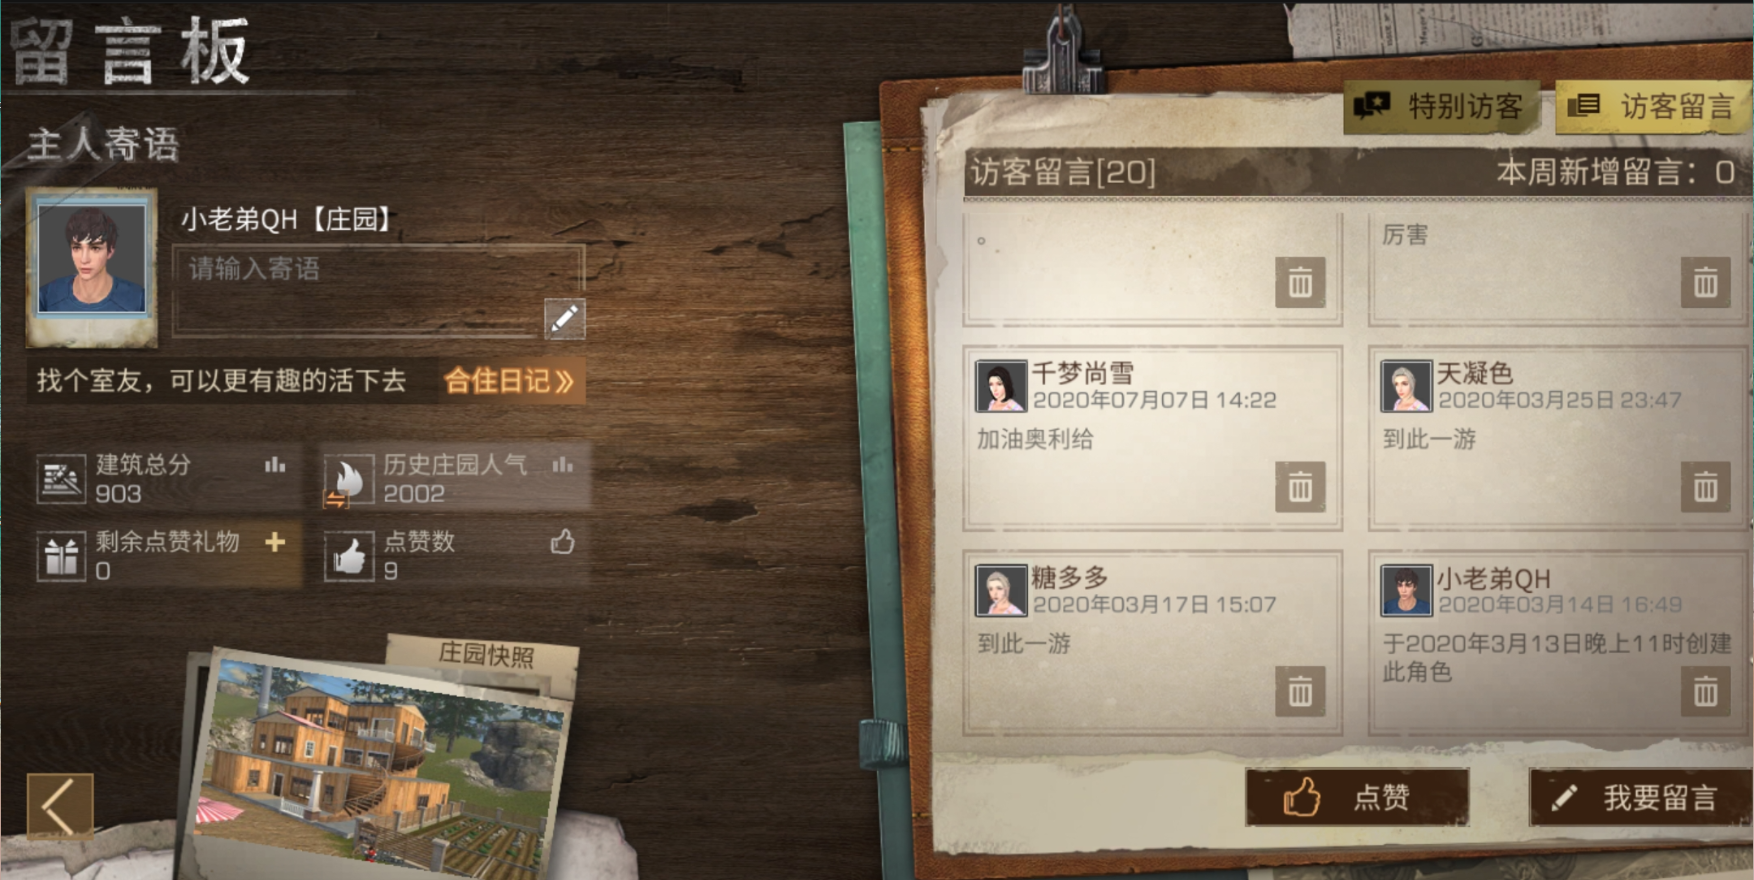 留言板
主人寄语
小老弟QH【庄园】
请输入寄语
找个室友，可以更有趣的活下去
合住日记
建筑总分
903
历史庄园人气
2002
剩余点赞礼物
0
点赞数
9
庄园快照
特别访客
访客留言
访客留言[20]
本周新增留言：0
。
厉害
千梦尚雪
2020年07月07日 14:22
加油奥利给
天凝色
2020年03月25日 23:47
到此一游
糖多多
2020年03月17日 15:07
到此一游
小老弟QH
2020年03月14日 16:49
于2020年3月13日晚上11时创建
此角色
点赞
我要留言